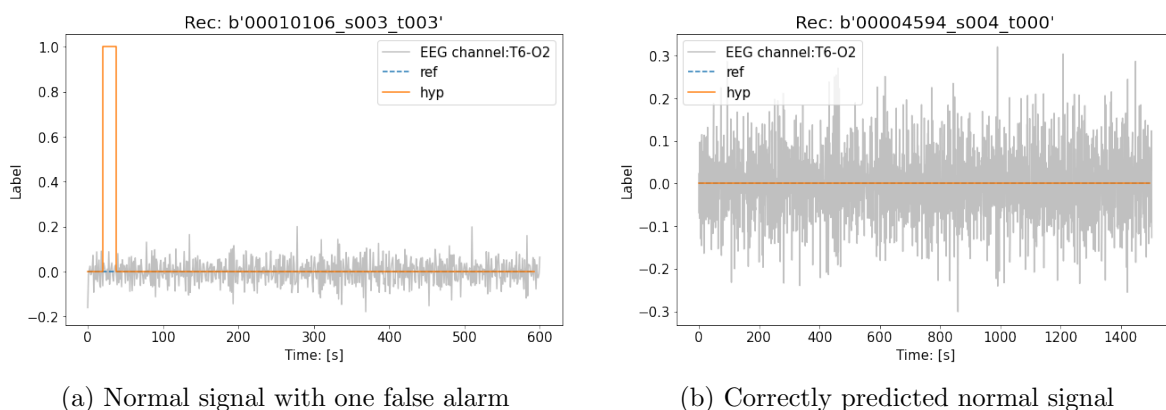 Rec: b'00010106_s003_t003'
1.0
0.8
0.6
0.4
0.2
0.0
−0.2
Label
EEG channel:T6-O2
ref
hyp
0 100 200 300 400 500 600
Time: [s]
(a) Normal signal with one false alarm
Rec: b'00004594_s004_t000'
0.3
0.2
0.1
0.0
−0.1
−0.2
−0.3
Label
EEG channel:T6-O2
ref
hyp
0 200 400 600 800 1000 1200 1400
Time: [s]
(b) Correctly predicted normal signal